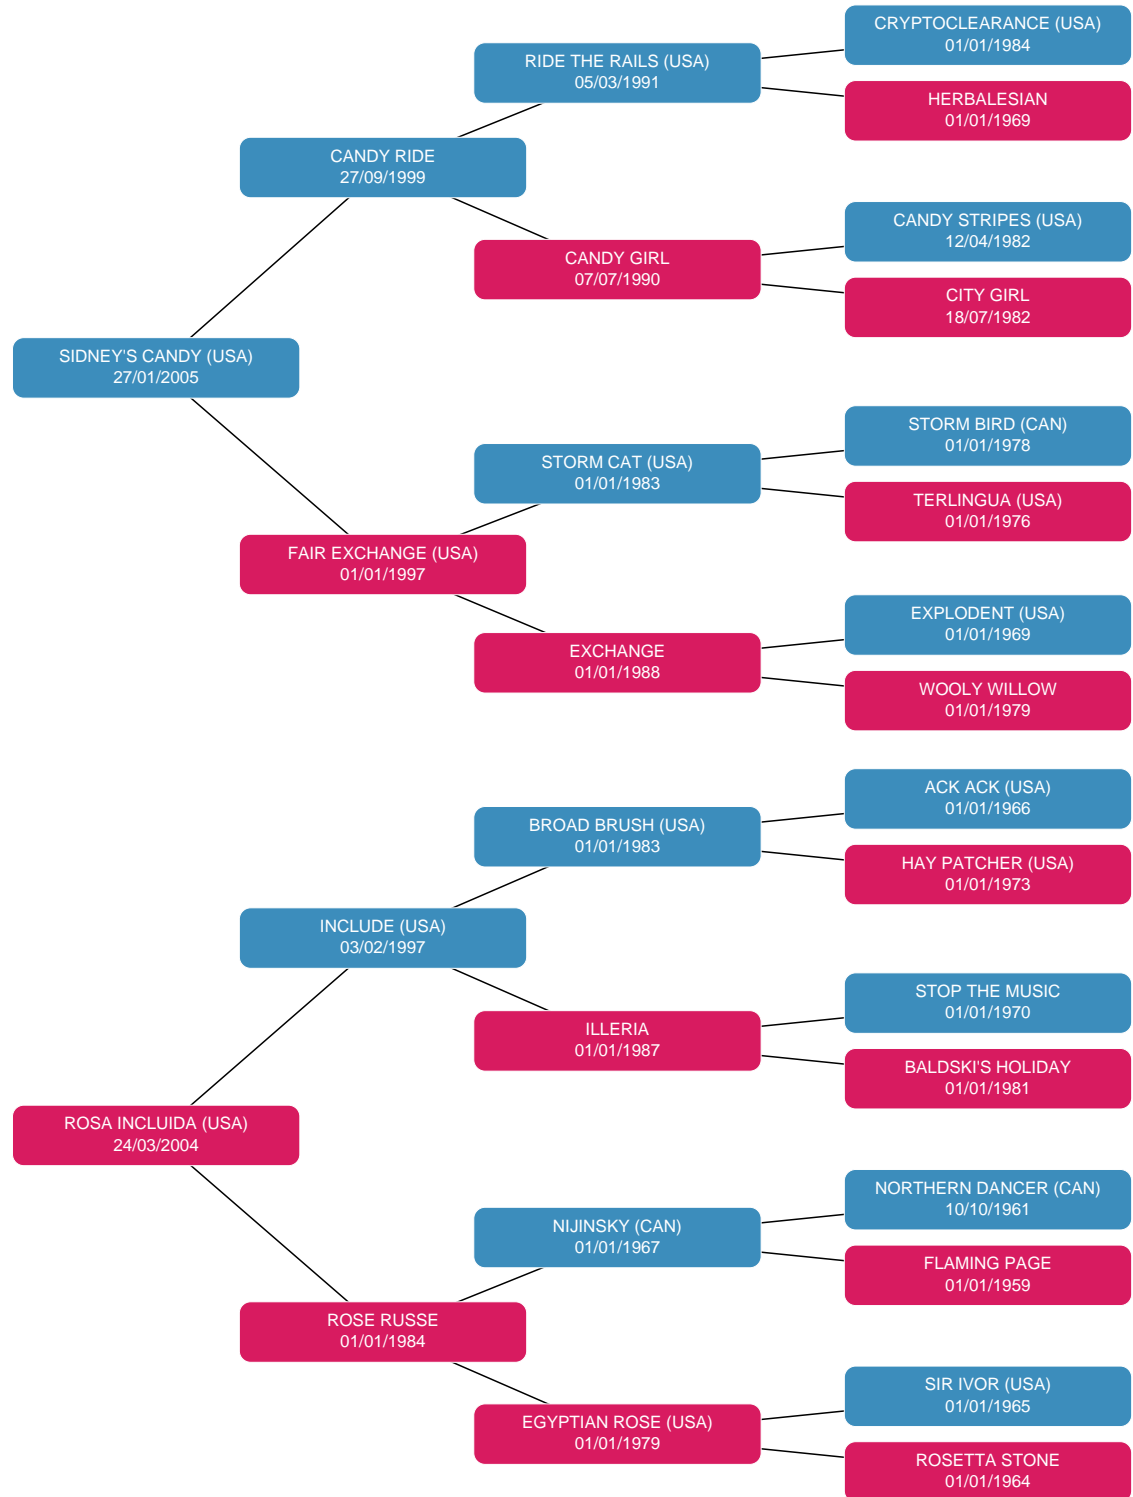 CRYPTOCLEARANCE (USA)
01/01/1984
RIDE THE RAILS (USA)
05/03/1991
HERBALESIAN
01/01/1969
CANDY RIDE
27/09/1999
CANDY STRIPES (USA)
12/04/1982
CANDY GIRL
07/07/1990
CITY GIRL
18/07/1982
SIDNEY'S CANDY (USA)
27/01/2005
STORM BIRD (CAN)
01/01/1978
STORM CAT (USA)
01/01/1983
TERLINGUA (USA)
01/01/1976
FAIR EXCHANGE (USA)
01/01/1997
EXPLODENT (USA)
01/01/1969
EXCHANGE
01/01/1988
WOOLY WILLOW
01/01/1979
ACK ACK (USA)
01/01/1966
BROAD BRUSH (USA)
01/01/1983
HAY PATCHER (USA)
01/01/1973
INCLUDE (USA)
03/02/1997
STOP THE MUSIC
01/01/1970
ILLERIA
01/01/1987
BALDSKI'S HOLIDAY
01/01/1981
ROSA INCLUIDA (USA)
24/03/2004
NORTHERN DANCER (CAN)
10/10/1961
NIJINSKY (CAN)
01/01/1967
FLAMING PAGE
01/01/1959
ROSE RUSSE
01/01/1984
SIR IVOR (USA)
01/01/1965
EGYPTIAN ROSE (USA)
01/01/1979
ROSETTA STONE
01/01/1964